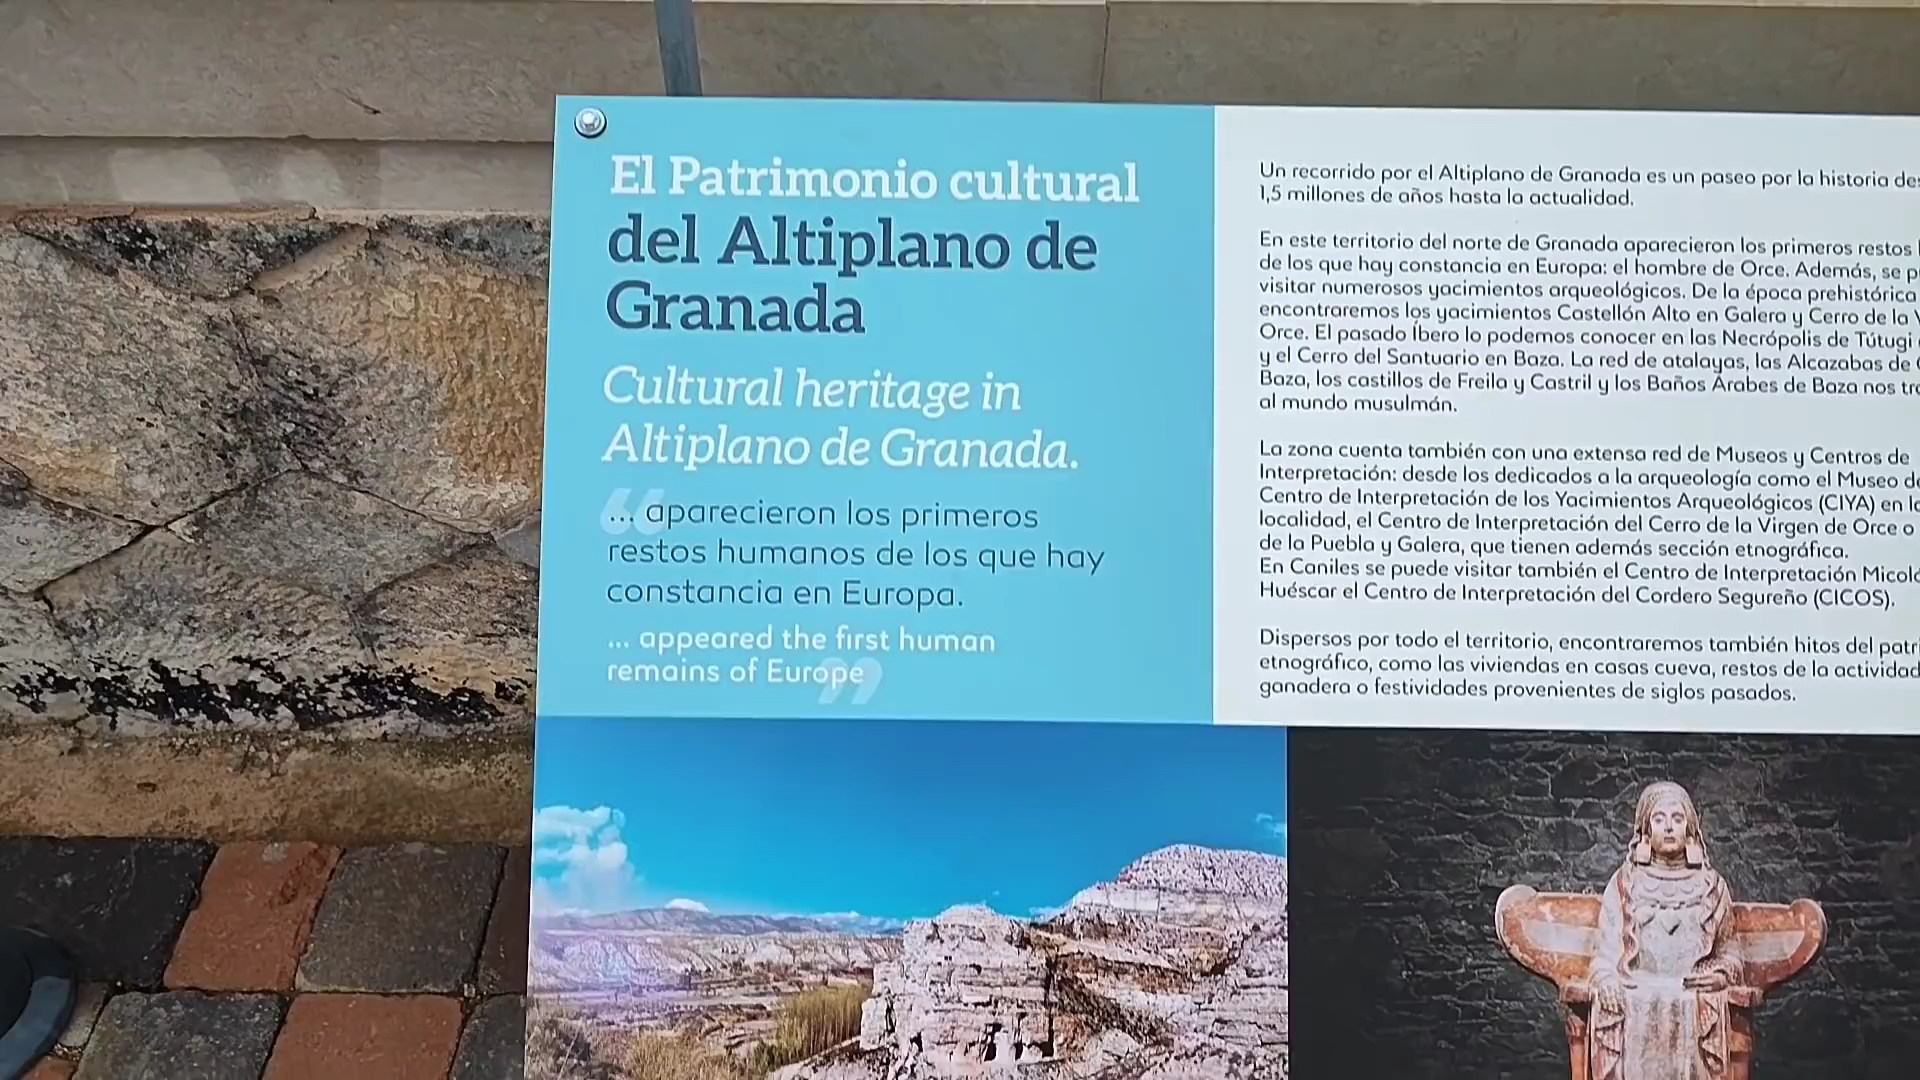 El Patrimonio cultural
del Altiplano de
Granada
Cultural heritage in
Altiplano de Granada.
“... aparecieron los primeros
restos humanos de los que hay
constancia en Europa.
... appeared the first human
remains of Europe”
Un recorrido por el Altiplano de Granada es un paseo por la historia
1,5 millones de años hasta la actualidad.
En este territorio del norte de Granada aparecieron los primeros restos
de los que hay constancia en Europa: el hombre de Orce. Además, se
visitar numerosos yacimientos arqueológicos. De la época prehistórica
encontraremos los yacimientos Castellón Alto en Galera y Cerro de la
Orce. El pasado Íbero lo podemos conocer en las Necrópolis de Tútugi
y el Cerro del Santuario en Baza. La red de atalayas, las Alcazabas de
Baza, los castillos de Freila y Castril y los Baños Árabes de Baza nos
al mundo musulmán.
La zona cuenta también con una extensa red de Museos y Centros de
Interpretación: desde los dedicados a la arqueología como el Museo
Centro de Interpretación de los Yacimientos Arqueológicos (CIYA) en
localidad, el Centro de Interpretación del Cerro de la Virgen de Orce o
de la Puebla y Galera, que tienen además sección etnográfica.
En Caniles se puede visitar también el Centro de Interpretación
Huéscar el Centro de Interpretación del Cordero Segureño (CICOS).
Dispersos por todo el territorio, encontraremos también hitos del
etnográfico, como las viviendas en casas cueva, restos de la actividad
ganadera o festividades provenientes de siglos pasados.